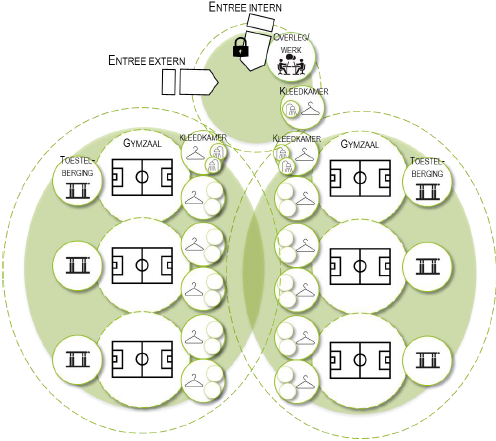 ENTREE INTERN
OVERLEG/
WERK
ENTREE EXTERN
KLEEDKAMER
GYMZAAL
KLEEDKAMER
KLEEDKAMER
GYMZAAL
TOESTEL-
BERGING
TOESTEL-
BERGING